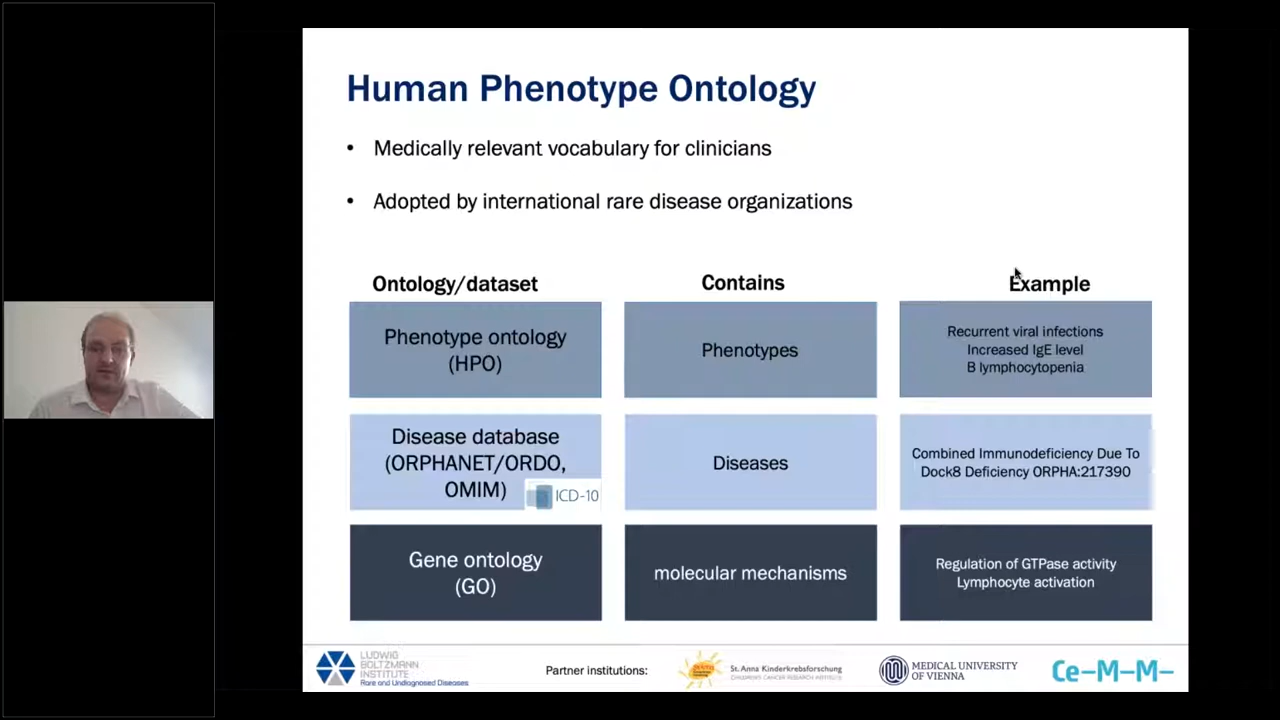 Human Phenotype Ontology
• Medically relevant vocabulary for clinicians
• Adopted by international rare disease organizations
Ontology/dataset
Contains
Example
Phenotype ontology
(HPO)
Phenotypes
Recurrent viral infections
Increased IgE level
B lymphocytopenia
Disease database
(ORPHANET/ORDO,
OMIM)
ICD-10
Diseases
Combined Immunodeficiency Due To
Dock8 Deficiency ORPHA:217390
Gene ontology
(GO)
molecular mechanisms
Regulation of GTPase activity
Lymphocyte activation
LUDWIG
BOLTZMANN
INSTITUTE
Rare and Undiagnosed Diseases
Partner institutions:
St. Anna Kinderkrebsforschung
CHILDREN'S CANCER RESEARCH INSTITUTE
MEDICAL UNIVERSITY
OF VIENNA
Ce-M-M-